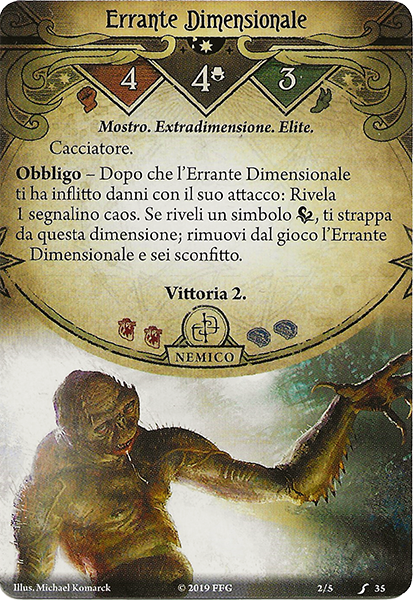 Errante Dimensionale
4 4 3
Mostro. Extradimensione. Elite.
Cacciatore.
Obbligo – Dopo che l'Errante Dimensionale
ti ha inflitto danni con il suo attacco: Rivela
1 segnalino caos. Se riveli un simbolo , ti strappa
da questa dimensione; rimuovi dal gioco l'Errante
Dimensionale e sei sconfitto.
Vittoria 2.
NEMICO
Illus. Michael Komarck © 2019 FFG 2/5 35